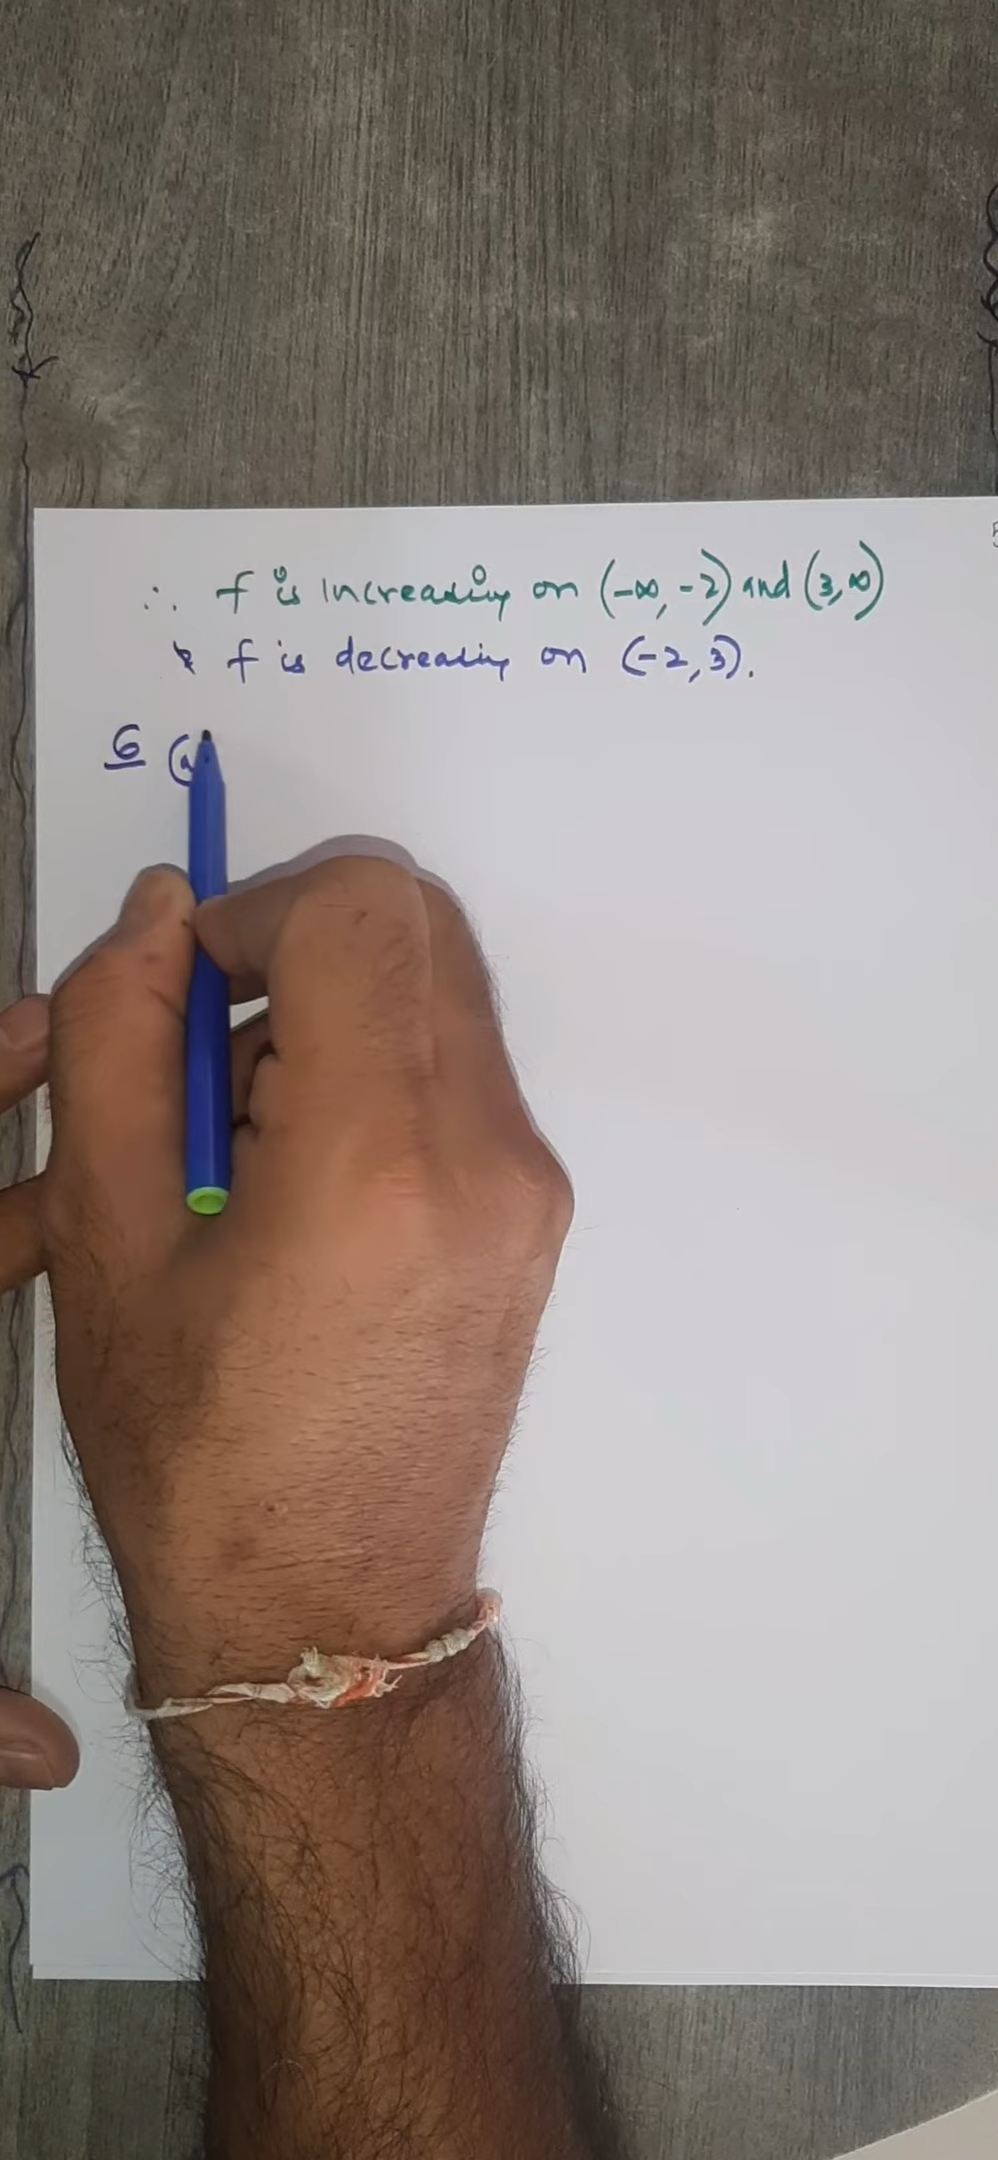 ∴ f is increasing on (-∞, -2) and (3, ∞)
& f is decreasing on (-2, 3).
6 (a